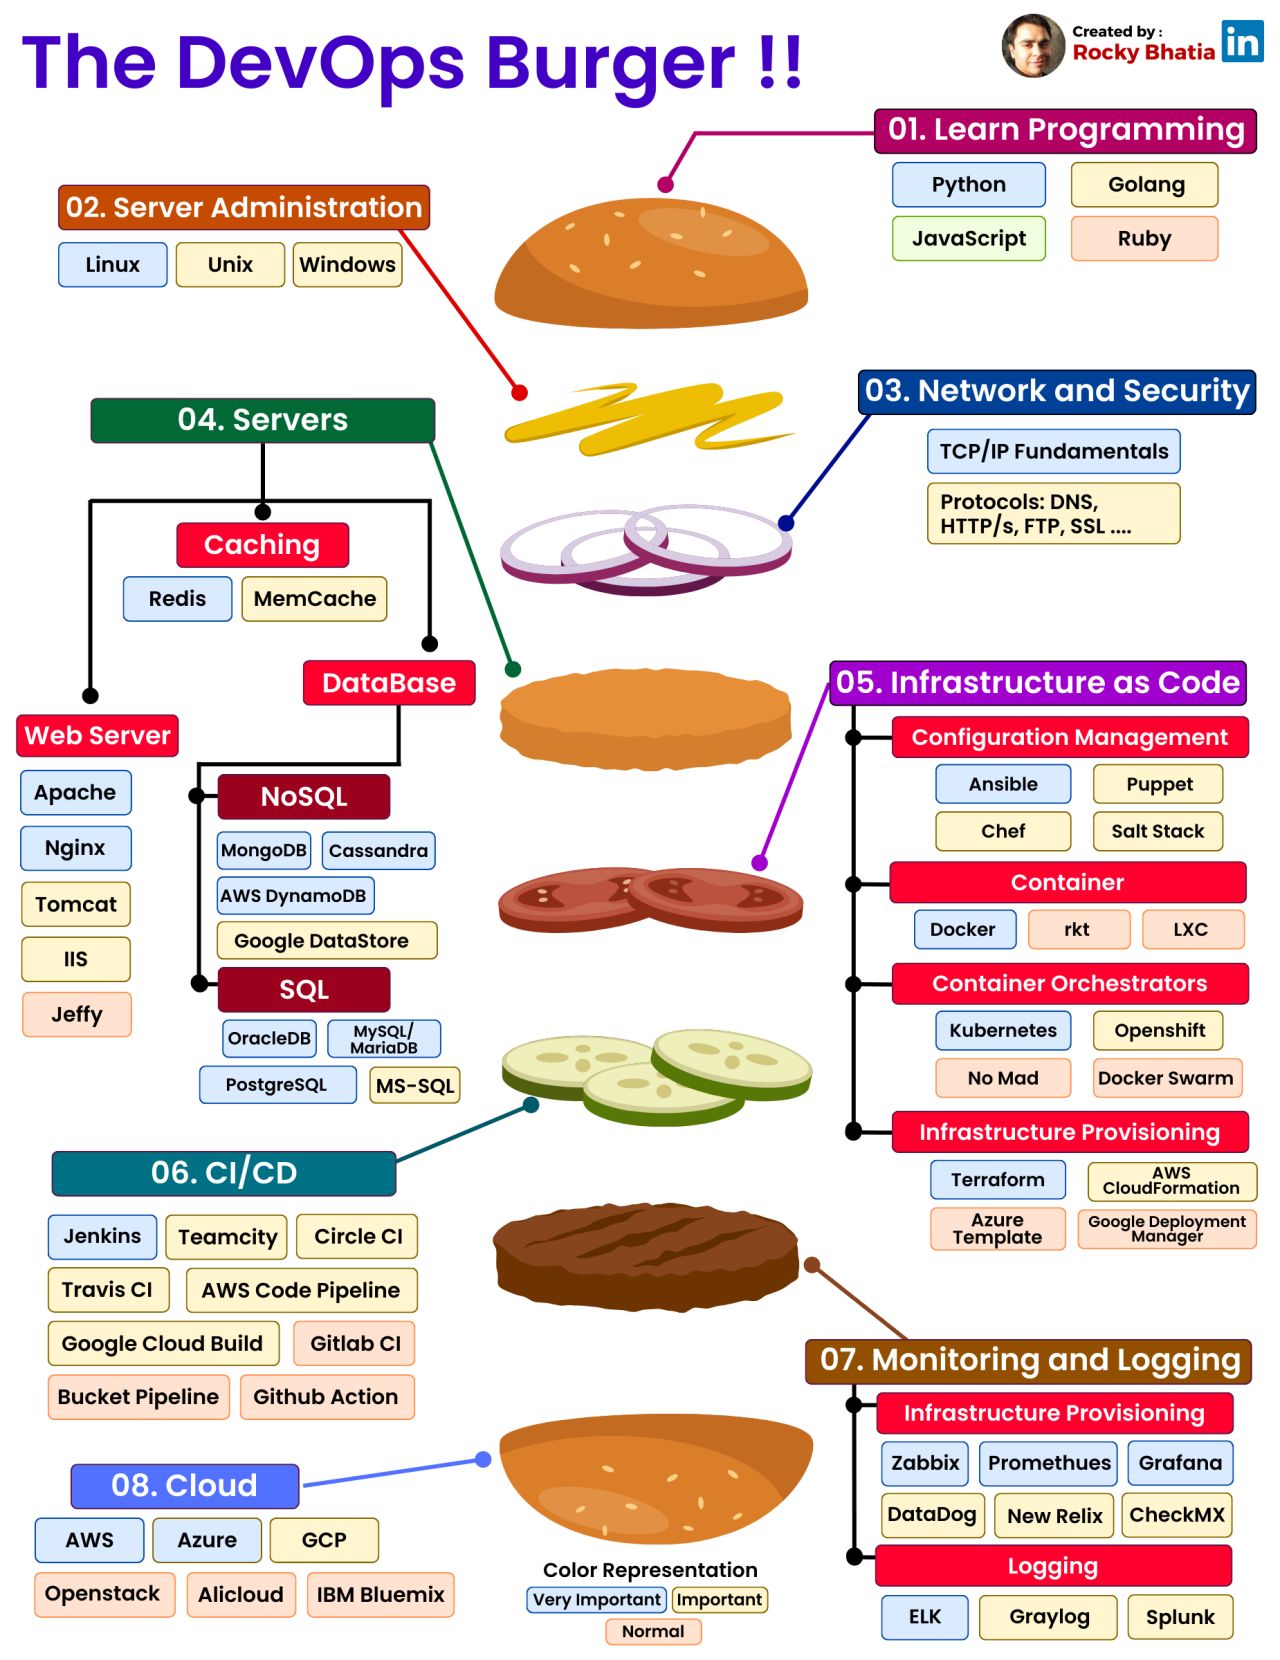 The DevOps Burger !!
Created by :
Rocky Bhatia
in
01. Learn Programming
Python
Golang
JavaScript
Ruby
02. Server Administration
Linux
Unix
Windows
03. Network and Security
TCP/IP Fundamentals
Protocols: DNS,
HTTP/s, FTP, SSL ....
04. Servers
Caching
Redis
MemCache
DataBase
Web Server
Apache
Nginx
Tomcat
IIS
Jeffy
NoSQL
MongoDB
Cassandra
AWS DynamoDB
Google DataStore
SQL
OracleDB
MySQL/
MariaDB
PostgreSQL
MS-SQL
05. Infrastructure as Code
Configuration Management
Ansible
Puppet
Chef
Salt Stack
Container
Docker
rkt
LXC
Container Orchestrators
Kubernetes
Openshift
No Mad
Docker Swarm
Infrastructure Provisioning
Terraform
AWS
CloudFormation
Azure
Template
Google Deployment
Manager
06. CI/CD
Jenkins
Teamcity
Circle CI
Travis CI
AWS Code Pipeline
Google Cloud Build
Gitlab CI
Bucket Pipeline
Github Action
07. Monitoring and Logging
Infrastructure Provisioning
Zabbix
Promethues
Grafana
DataDog
New Relix
CheckMX
Logging
ELK
Graylog
Splunk
08. Cloud
AWS
Azure
GCP
Openstack
Alicloud
IBM Bluemix
Color Representation
Very Important
Important
Normal